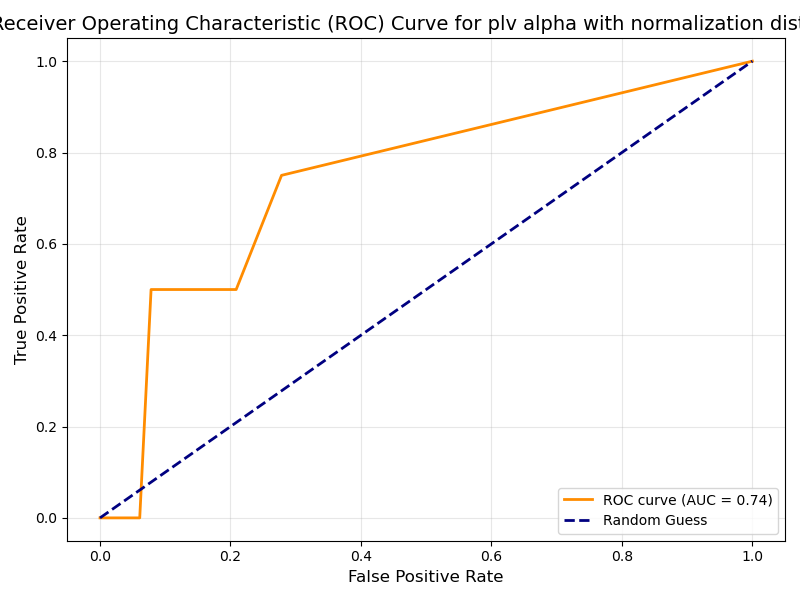 Receiver Operating Characteristic (ROC) Curve for plv alpha with normalization dist
1.0
0.8
0.6
0.4
0.2
0.0
True Positive Rate
0.0 0.2 0.4 0.6 0.8 1.0
False Positive Rate
ROC curve (AUC = 0.74)
Random Guess